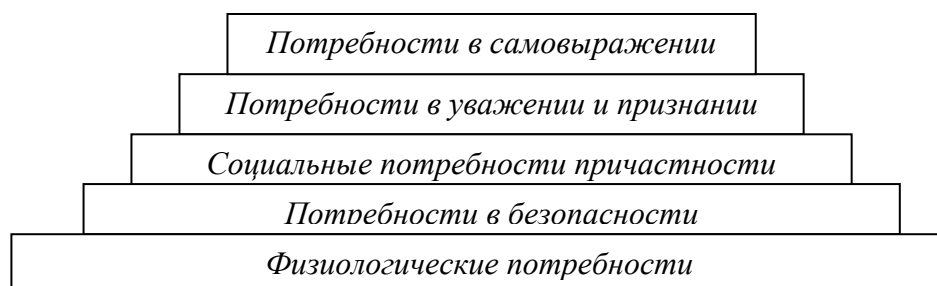 Потребности в самовыражении
Потребности в уважении и признании
Социальные потребности причастности
Потребности в безопасности
Физиологические потребности